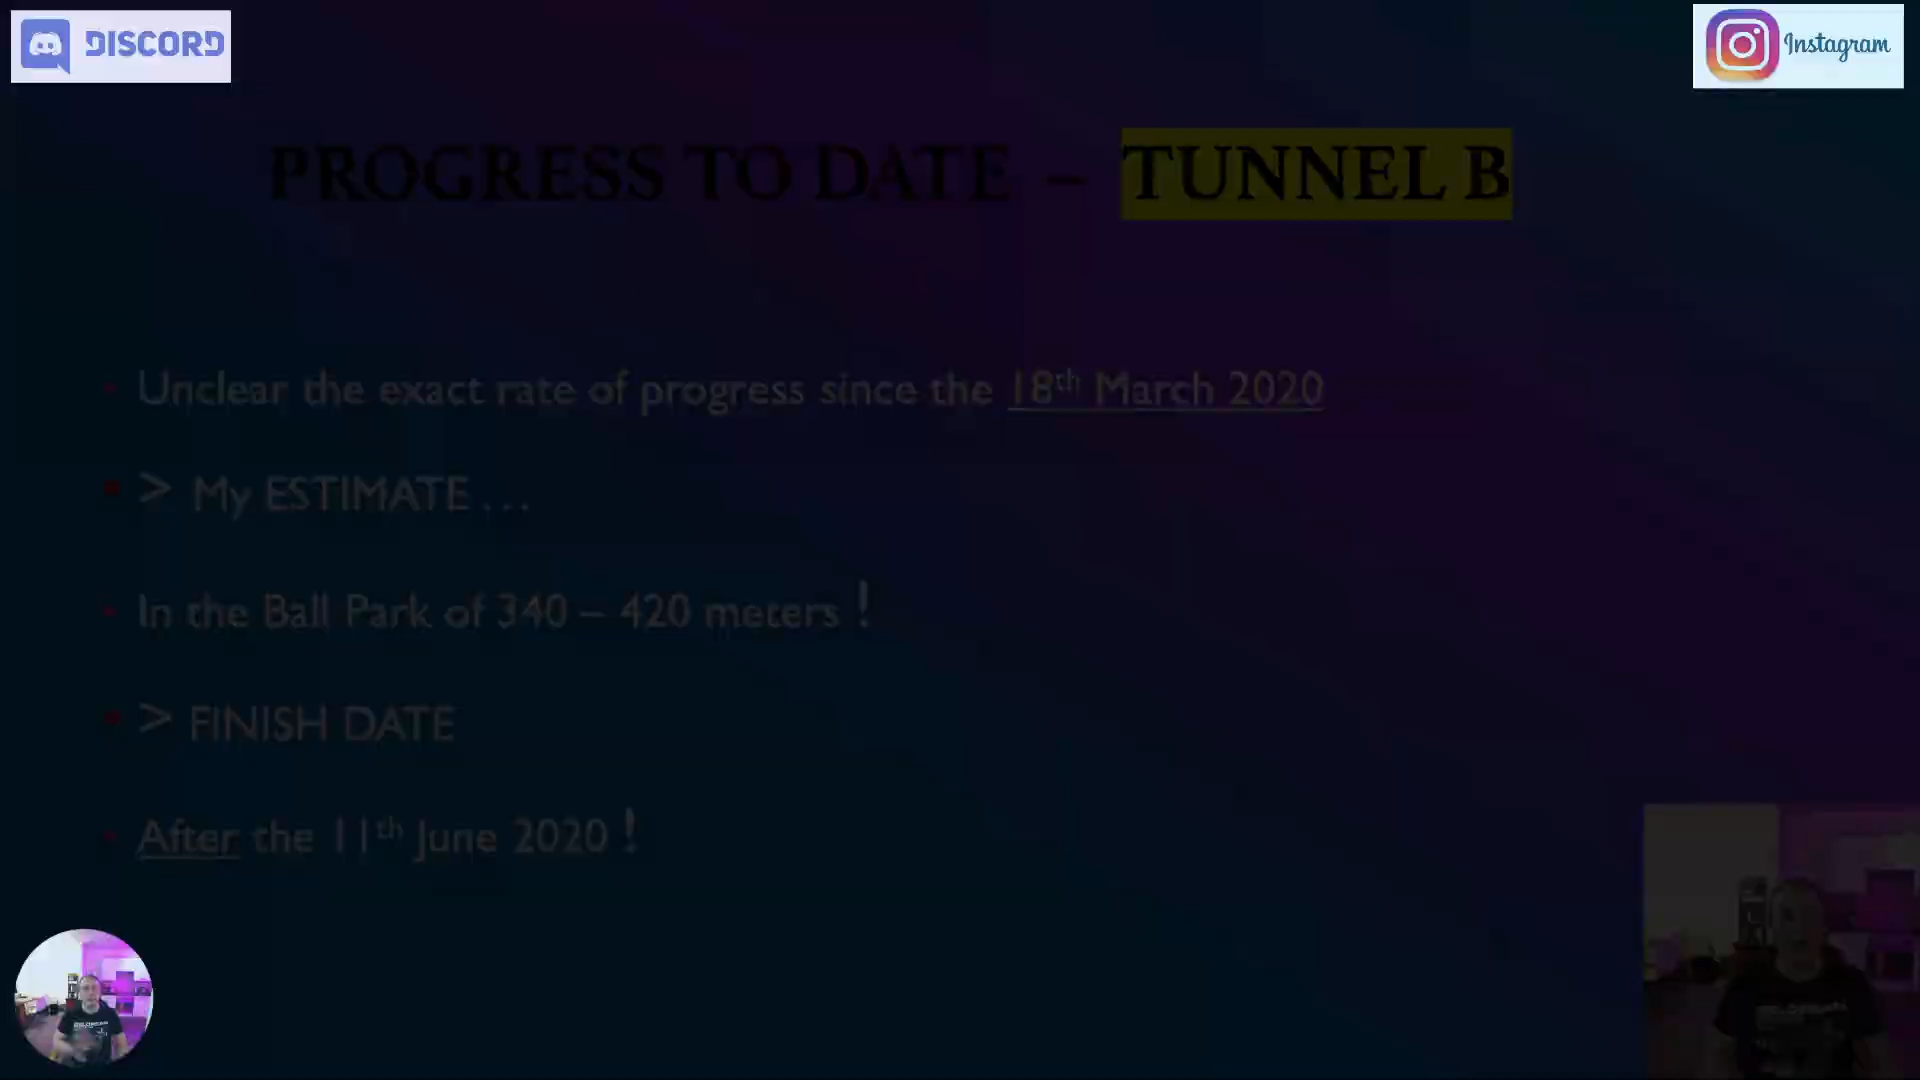 DISCORD
Instagram
PROGRESS TO DATE – TUNNEL B
Unclear the exact rate of progress since the 18th March 2020
> My ESTIMATE ...
In the Ball Park of 340 – 420 meters !
> FINISH DATE
After the 11th June 2020 !